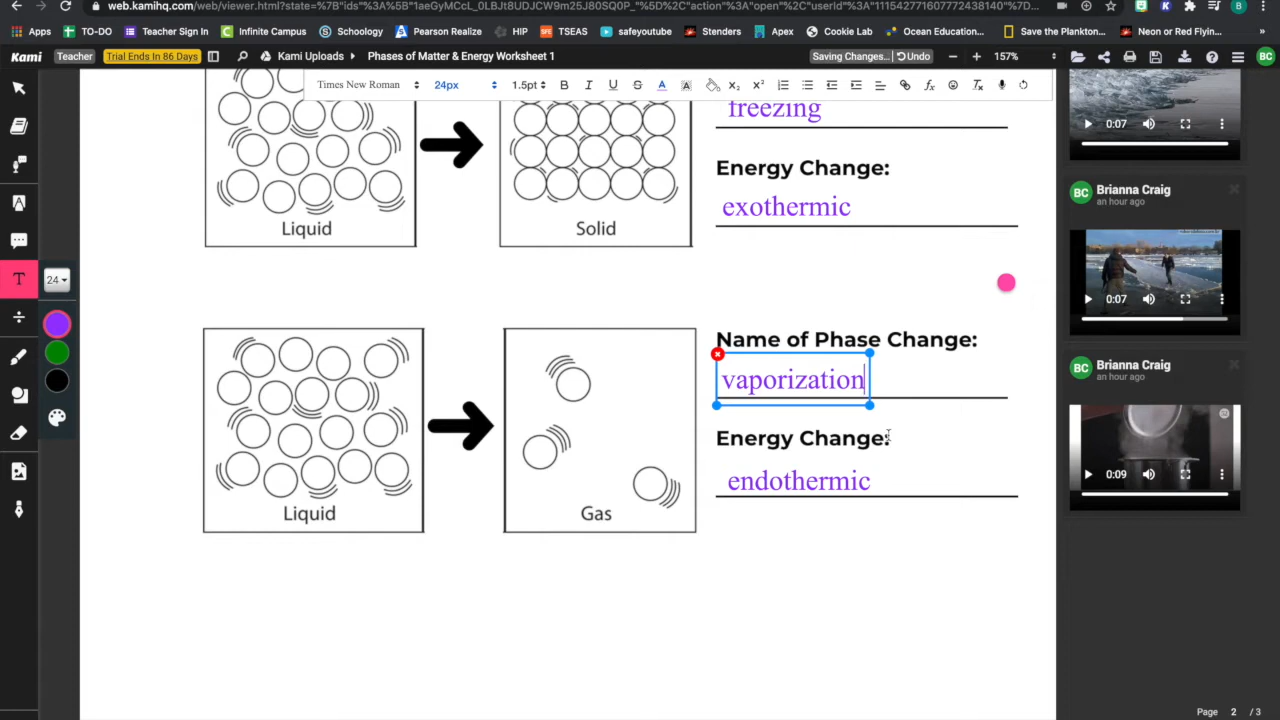 web.kamihq.com/web/viewer.html?state=%7B"ids"%3A%5B"1aeGyMCcL_0LBJt8UDJCW9m25J80SQ0P_"%5D%2C"action"%3A"open"%2C"userId"%3A"111542771607772438140"%7D...
Apps TO-DO Teacher Sign In Infinite Campus Schoology Pearson Realize HIP TSEAS safeyoutube Stenders Apex Cookie Lab Ocean Education... Save the Plankton... Neon or Red Flyin... »
Kami Teacher Trial Ends In 86 Days Kami Uploads Phases of Matter & Energy Worksheet 1 Saving Changes... Undo 157% BC
Times New Roman 24px 1.5pt B I U S A
freezing
0:07
Energy Change:
exothermic
Liquid Solid
BC Brianna Craig
an hour ago
0:07
T 24
Name of Phase Change:
vaporization
BC Brianna Craig
an hour ago
Energy Change:
endothermic
0:09
Liquid Gas
Page 2 / 3